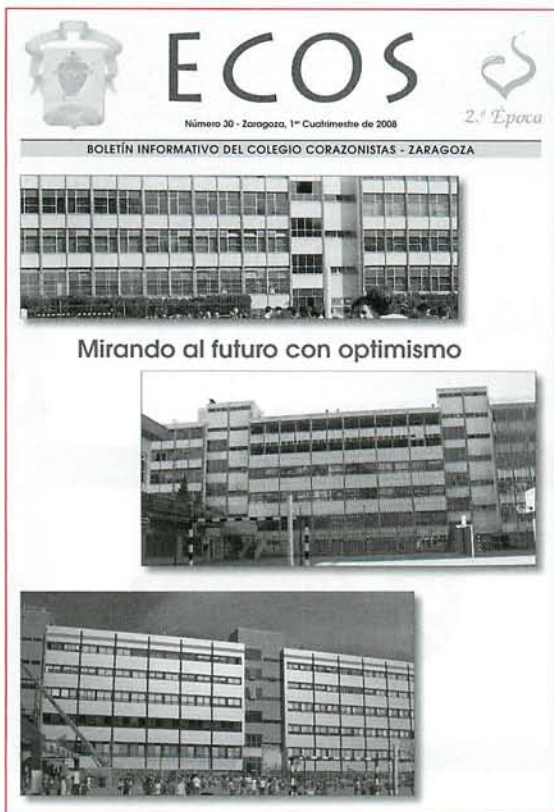 ECOS
Número 30 - Zaragoza, 1er Cuatrimestre de 2008
2.ª Época
BOLETÍN INFORMATIVO DEL COLEGIO CORAZONISTAS - ZARAGOZA
Mirando al futuro con optimismo